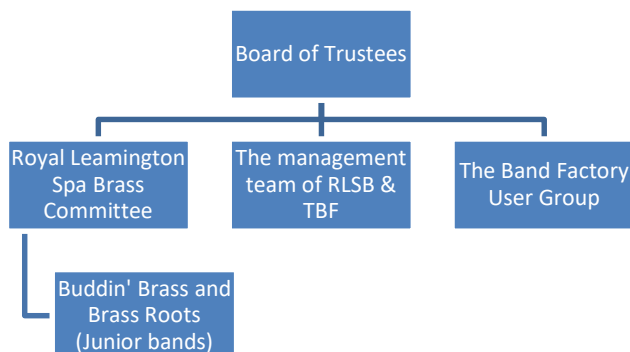 Board of Trustees
Royal Leamington
Spa Brass
Committee
The management
team of RLSB &
TBF
The Band Factory
User Group
Buddin' Brass and
Brass Roots
(Junior bands)